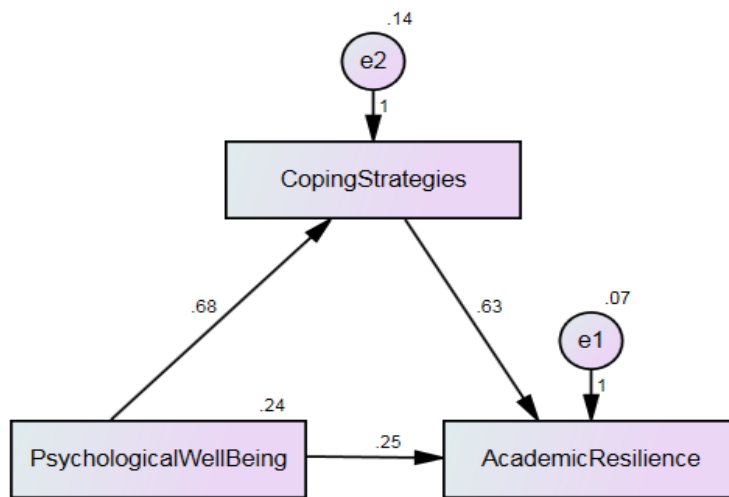 .14
e2
1
CopingStrategies
.68
.63
.07
e1
1
.24
.25
PsychologicalWellBeing
AcademicResilience